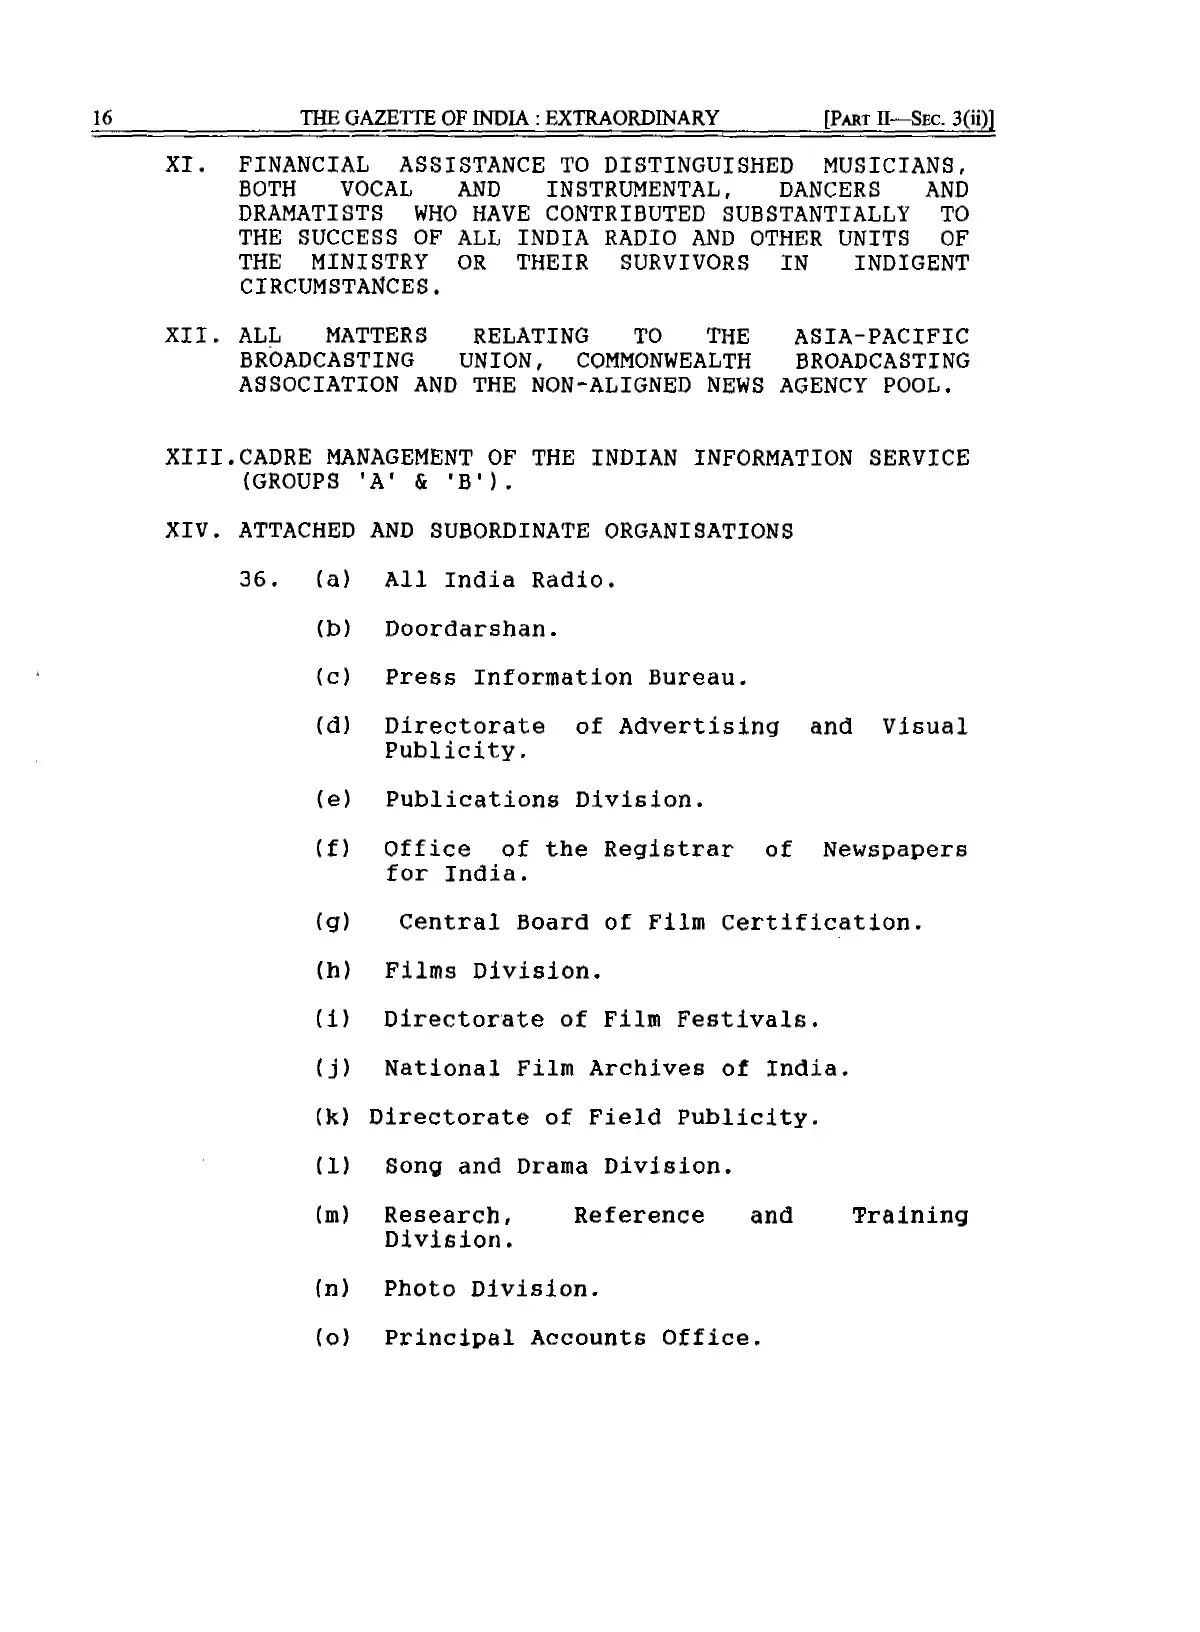 16 THE GAZETTE OF INDIA : EXTRAORDINARY [PART II—SEC. 3(ii)]
XI. FINANCIAL ASSISTANCE TO DISTINGUISHED MUSICIANS,
BOTH VOCAL AND INSTRUMENTAL, DANCERS AND
DRAMATISTS WHO HAVE CONTRIBUTED SUBSTANTIALLY TO
THE SUCCESS OF ALL INDIA RADIO AND OTHER UNITS OF
THE MINISTRY OR THEIR SURVIVORS IN INDIGENT
CIRCUMSTANCES.
XII. ALL MATTERS RELATING TO THE ASIA-PACIFIC
BROADCASTING UNION, COMMONWEALTH BROADCASTING
ASSOCIATION AND THE NON-ALIGNED NEWS AGENCY POOL.
XIII.CADRE MANAGEMENT OF THE INDIAN INFORMATION SERVICE
(GROUPS 'A' & 'B').
XIV. ATTACHED AND SUBORDINATE ORGANISATIONS
36. (a) All India Radio.
(b) Doordarshan.
(c) Press Information Bureau.
(d) Directorate of Advertising and Visual
Publicity.
(e) Publications Division.
(f) Office of the Registrar of Newspapers
for India.
(g) Central Board of Film Certification.
(h) Films Division.
(i) Directorate of Film Festivals.
(j) National Film Archives of India.
(k) Directorate of Field Publicity.
(l) Song and Drama Division.
(m) Research, Reference and Training
Division.
(n) Photo Division.
(o) Principal Accounts Office.